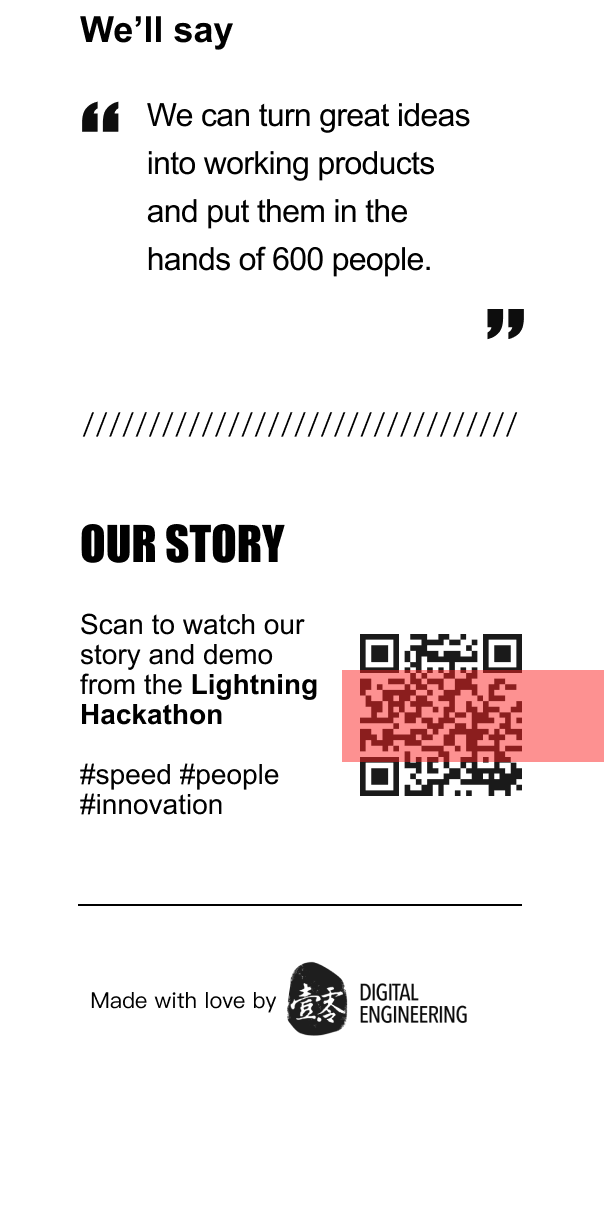 We’ll say
“ We can turn great ideas
into working products
and put them in the
hands of 600 people.
”
////////////////////////////////
OUR STORY
Scan to watch our
story and demo
from the Lightning
Hackathon
#speed #people
#innovation
Made with love by
壹零
DIGITAL
ENGINEERING